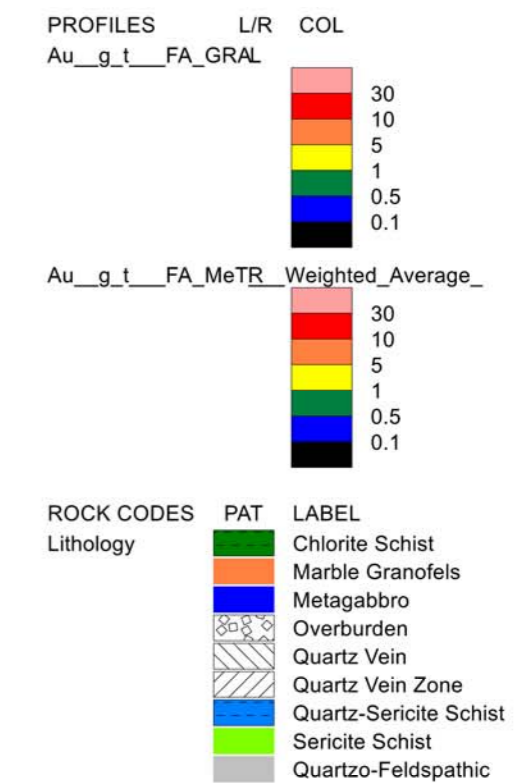 PROFILES L/R COL
Au__g_t___FA_GRAL
30
10
5
1
0.5
0.1
Au__g_t___FA_MeTR__Weighted_Average_
30
10
5
1
0.5
0.1
ROCK CODES PAT LABEL
Lithology Chlorite Schist
Marble Granofels
Metagabbro
Overburden
Quartz Vein
Quartz Vein Zone
Quartz-Sericite Schist
Sericite Schist
Quartzo-Feldspathic